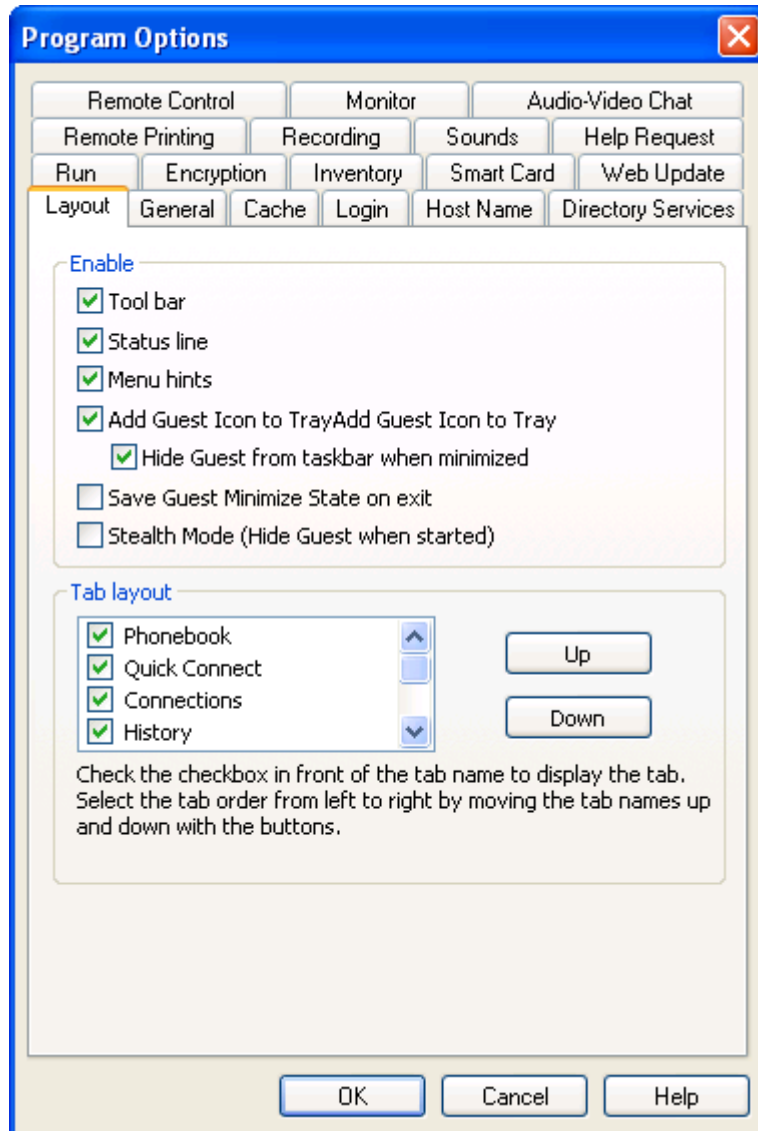 Program Options
Remote Control Monitor Audio-Video Chat
Remote Printing Recording Sounds Help Request
Run Encryption Inventory Smart Card Web Update
Layout General Cache Login Host Name Directory Services
Enable
Tool bar
Status line
Menu hints
Add Guest Icon to TrayAdd Guest Icon to Tray
Hide Guest from taskbar when minimized
Save Guest Minimize State on exit
Stealth Mode (Hide Guest when started)
Tab layout
Phonebook
Quick Connect
Connections
History
Up
Down
Check the checkbox in front of the tab name to display the tab.
Select the tab order from left to right by moving the tab names up
and down with the buttons.
OK Cancel Help